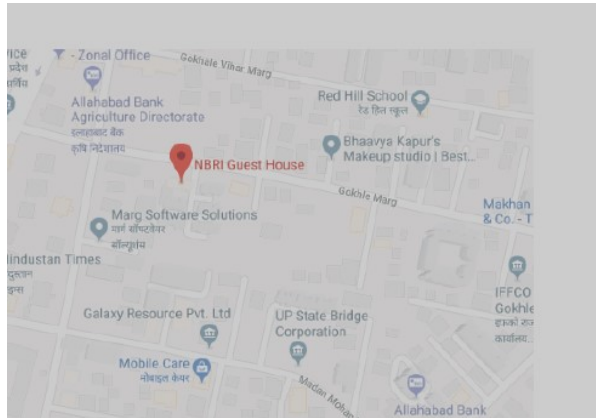 - Zonal Office
Gokhele Vihar Marg
Allahabad Bank
Agriculture Directorate
इलाहाबाद बैंक
कृषि निदेशालय
Red Hill School
रेड हिल स्कूल
Bhaavya Kapur's
Makeup studio | Best...
NBRI Guest House
Gokhle Marg
Makhan
& Co. - T
Marg Software Solutions
मार्ग सॉफ्टवेयर
सॉल्यूशंस
Hindustan Times
IFFCO
Gokhle
Galaxy Resource Pvt. Ltd
UP State Bridge
Corporation
Mobile Care
मोबाइल केयर
Madan Mohan
Allahabad Bank